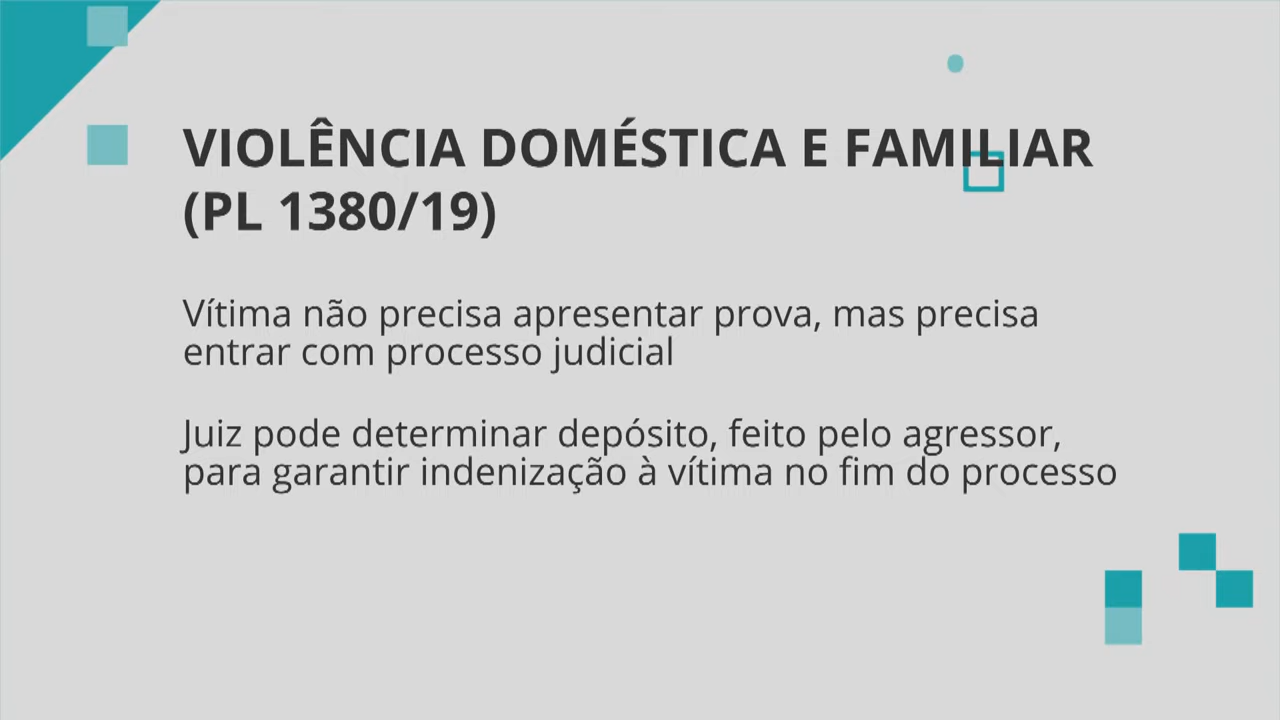 VIOLÊNCIA DOMÉSTICA E FAMILIAR
(PL 1380/19)
Vítima não precisa apresentar prova, mas precisa
entrar com processo judicial
Juiz pode determinar depósito, feito pelo agressor,
para garantir indenização à vítima no fim do processo